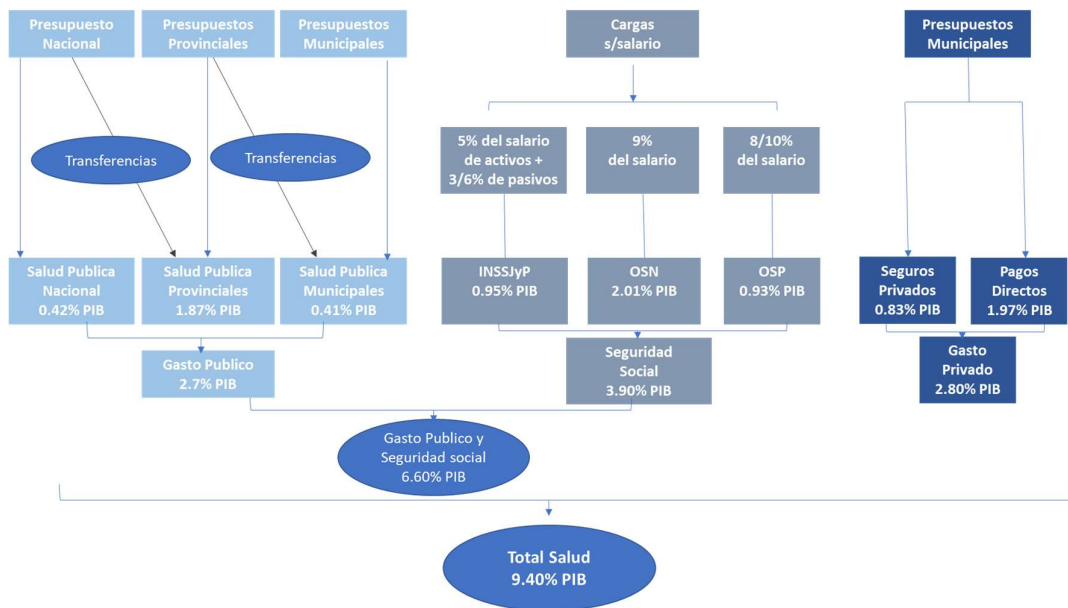 Presupuesto
Nacional
Presupuestos
Provinciales
Presupuestos
Municipales
Cargas
s/salario
Presupuestos
Municipales
Transferencias
Transferencias
5% del salario
de activos +
3/6% de pasivos
9%
del salario
8/10%
del salario
Salud Publica
Nacional
0.42% PIB
Salud Publica
Provinciales
1.87% PIB
Salud Publica
Municipales
0.41% PIB
INSSJyP
0.95% PIB
OSN
2.01% PIB
OSP
0.93% PIB
Seguros
Privados
0.83% PIB
Pagos
Directos
1.97% PIB
Gasto Publico
2.7% PIB
Seguridad
Social
3.90% PIB
Gasto
Privado
2.80% PIB
Gasto Publico y
Seguridad social
6.60% PIB
Total Salud
9.40% PIB